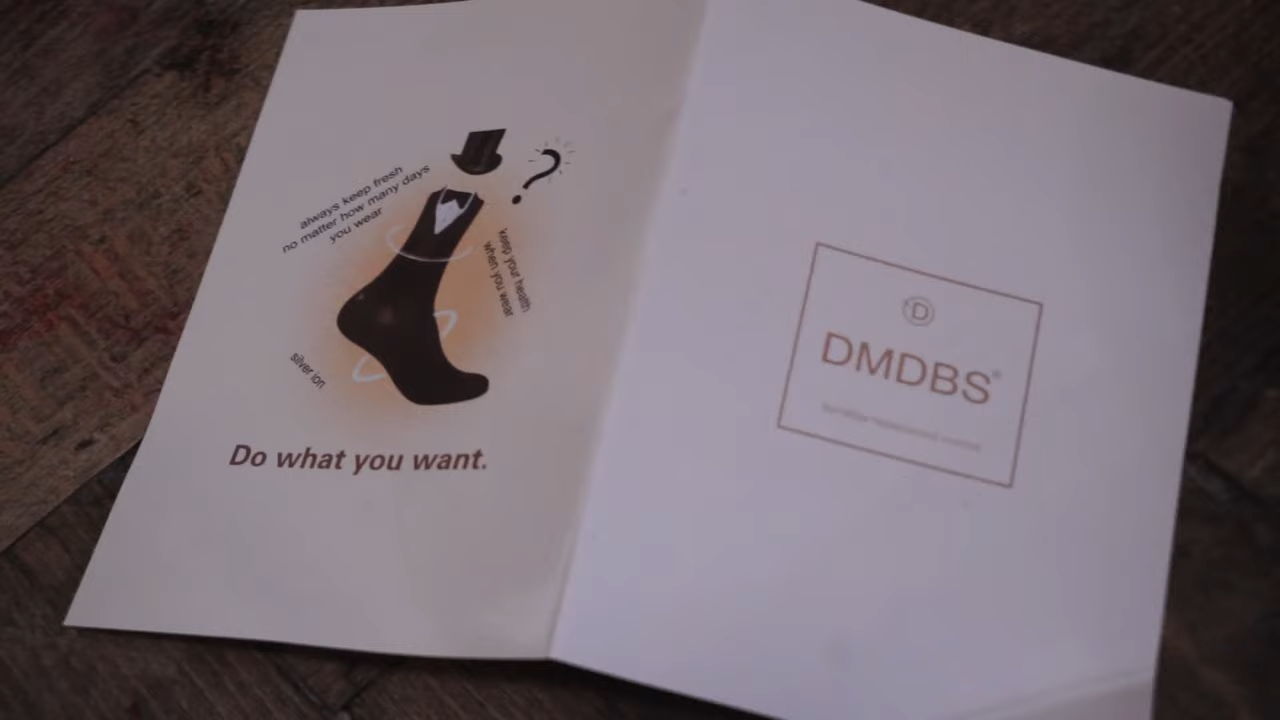 always keep fresh
no matter how many days
you wear
?
keep your health
when you wear
silver ion
Do what you want.
D
DMDBS®